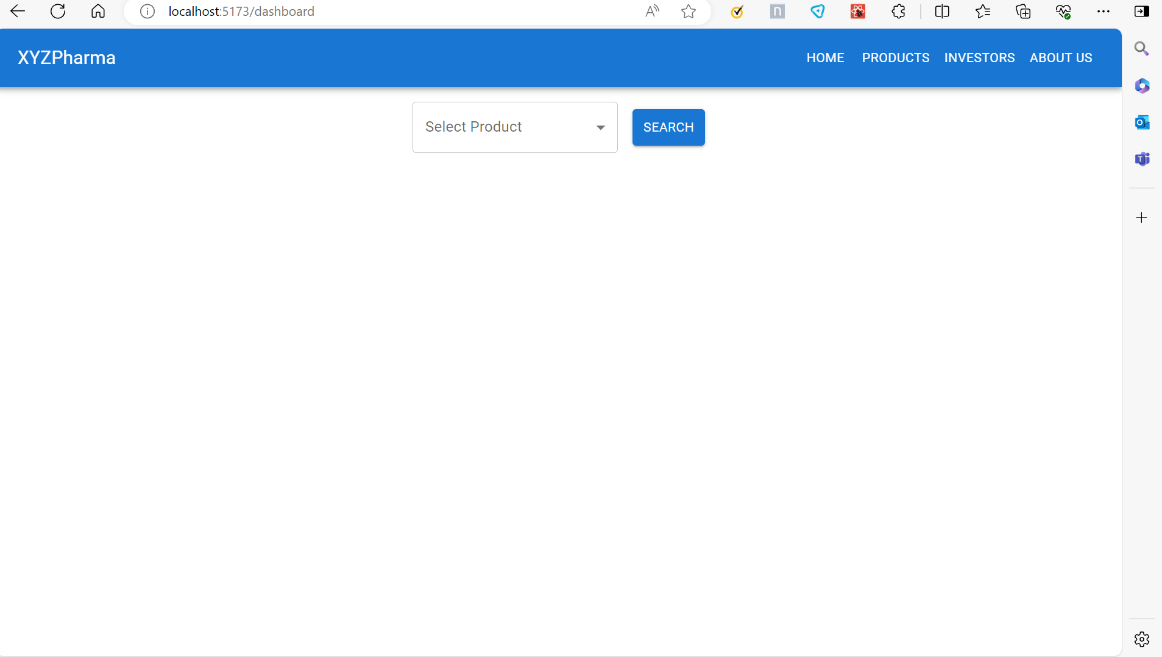 localhost:5173/dashboard
XYZPharma HOME PRODUCTS INVESTORS ABOUT US
Select Product SEARCH